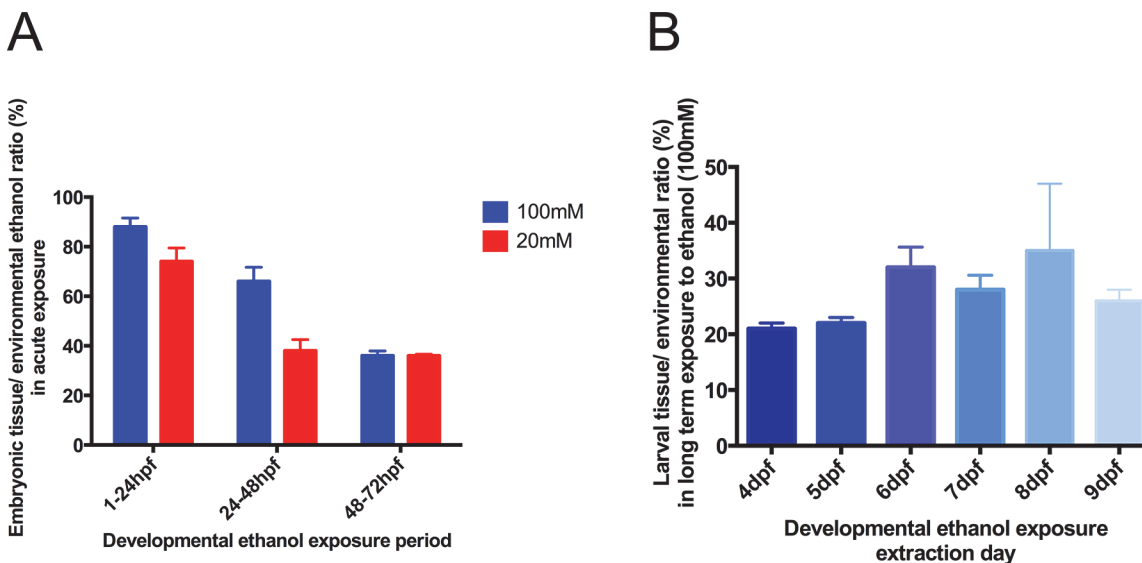 A
Embryonic tissue/ environmental ethanol ratio (%)
in acute exposure
100
80
60
40
20
0
1-24hpf
24-48hpf
48-72hpf
Developmental ethanol exposure period
100mM
20mM
B
Larval tissue/ environmental ratio (%)
in long term exposure to ethanol (100mM)
50
40
30
20
10
0
4dpf
5dpf
6dpf
7dpf
8dpf
9dpf
Developmental ethanol exposure
extraction day